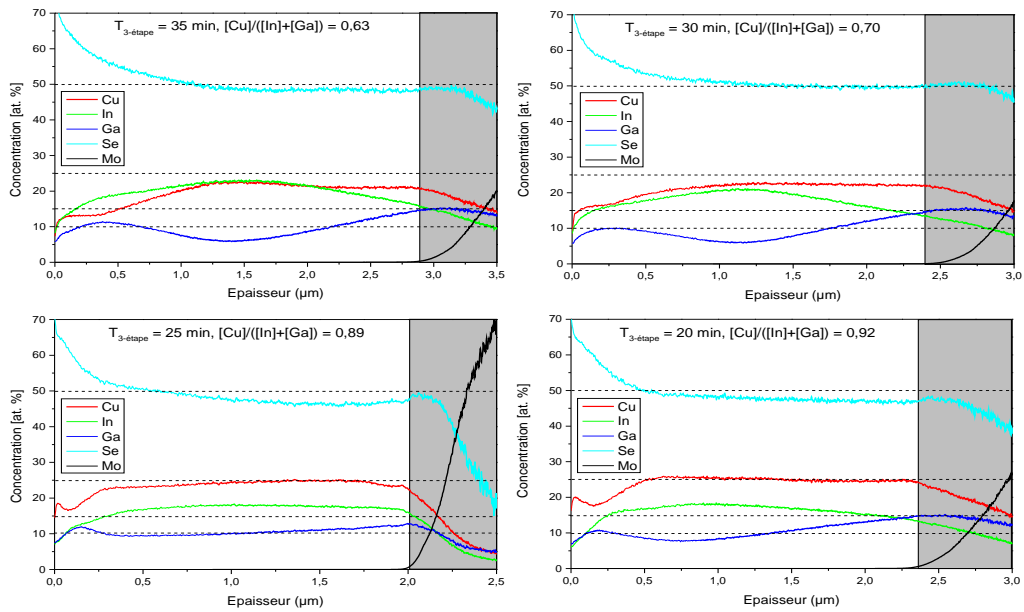 T3-étape = 35 min, [Cu/([In]+[Ga]) = 0,63
Concentration [at. %]
70
60
50
40
30
20
10
0
Cu
In
Ga
Se
Mo
0,0 0,5 1,0 1,5 2,0 2,5 3,0 3,5
Epaisseur (µm)
T3-étape = 30 min, [Cu/([In]+[Ga]) = 0,70
Concentration [at. %]
70
60
50
40
30
20
10
0
Cu
In
Ga
Se
Mo
0,0 0,5 1,0 1,5 2,0 2,5 3,0
Epaisseur (µm)
T3-étape = 25 min, [Cu/([In]+[Ga]) = 0,89
Concentration [at. %]
70
60
50
40
30
20
10
0
Cu
In
Ga
Se
Mo
0,0 0,5 1,0 1,5 2,0 2,5
Epaisseur (µm)
T3-étape = 20 min, [Cu/([In]+[Ga]) = 0,92
Concentration [at. %]
70
60
50
40
30
20
10
0
Cu
In
Ga
Se
Mo
0,0 0,5 1,0 1,5 2,0 2,5 3,0
Epaisseur (µm)